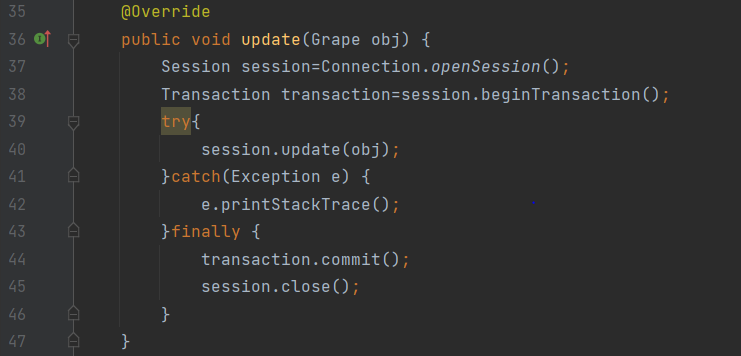 35 @Override
36 public void update(Grape obj) {
37 Session session=Connection.openSession();
38 Transaction transaction=session.beginTransaction();
39 try{
40 session.update(obj);
41 }catch(Exception e) {
42 e.printStackTrace();
43 }finally {
44 transaction.commit();
45 session.close();
46 }
47 }